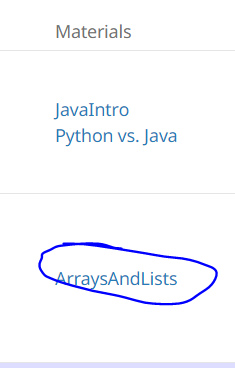 Materials
JavaIntro
Python vs. Java
ArraysAndLists